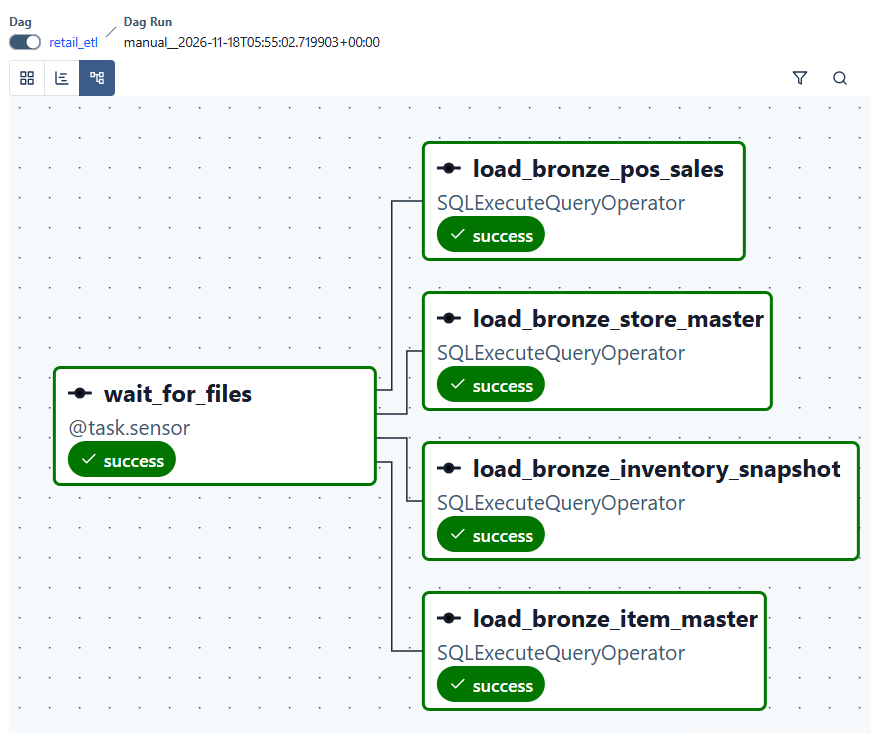 Dag
retail_etl
Dag Run
manual__2026-11-18T05:55:02.719903+00:00
load_bronze_pos_sales
SQLExecuteQueryOperator
success
load_bronze_store_master
SQLExecuteQueryOperator
success
wait_for_files
@task.sensor
success
load_bronze_inventory_snapshot
SQLExecuteQueryOperator
success
load_bronze_item_master
SQLExecuteQueryOperator
success